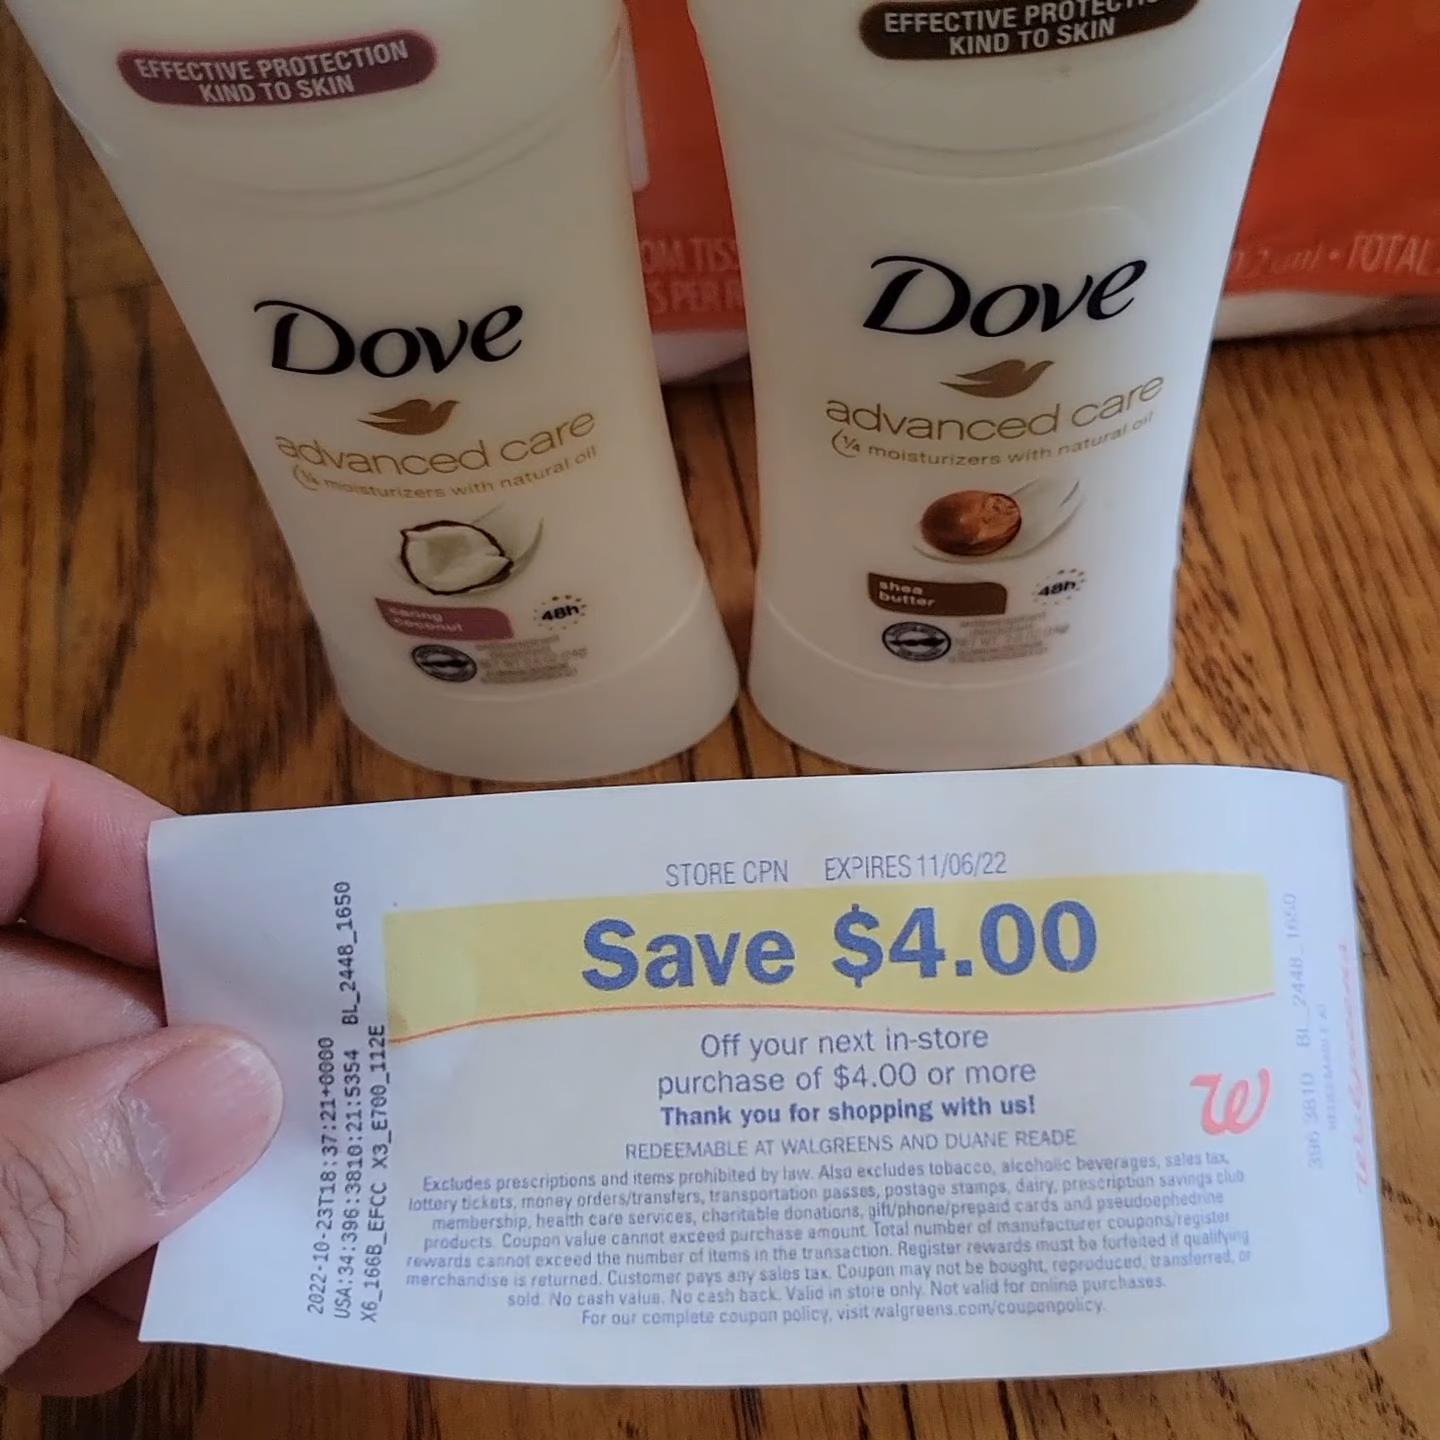 EFFECTIVE PROTECTION
KIND TO SKIN
EFFECTIVE
KIND TO SKIN
Dove
advanced care
1/4 moisturizers with natural oil
caring
coconut
48h
Dove
advanced care
1/4 moisturizers with natural oil
shea
butter
48h
TOTAL
STORE CPN EXPIRES 11/06/22
Save $4.00
Off your next in-store
purchase of $4.00 or more
Thank you for shopping with us!
REDEEMABLE AT WALGREENS AND DUANE READE
Excludes prescriptions and items prohibited by law. Also excludes tobacco, alcoholic beverages, sales tax,
lottery tickets, money orders/transfers, transportation passes, postage stamps, dairy, prescription savings club
membership, health care services, charitable donations, gift/phone/prepaid cards and pseudoephedrine
products. Coupon value cannot exceed purchase amount. Total number of manufacturer coupons/register
rewards cannot exceed the number of items in the transaction. Register rewards must be forfeited if qualifying
merchandise is returned. Customer pays any sales tax. Coupon may not be bought, reproduced, transferred, or
sold. No cash value. No cash back. Valid in store only. Not valid for online purchases.
For our complete coupon policy, visit walgreens.com/couponpolicy.
W
2022-10-23T18:37:21+0000
USA:34:396:3810:21:5354 BL_2448_1650
X6_166B_EFCC X3_E700_112E
396 3810 BL_2448_1650
Walgreens